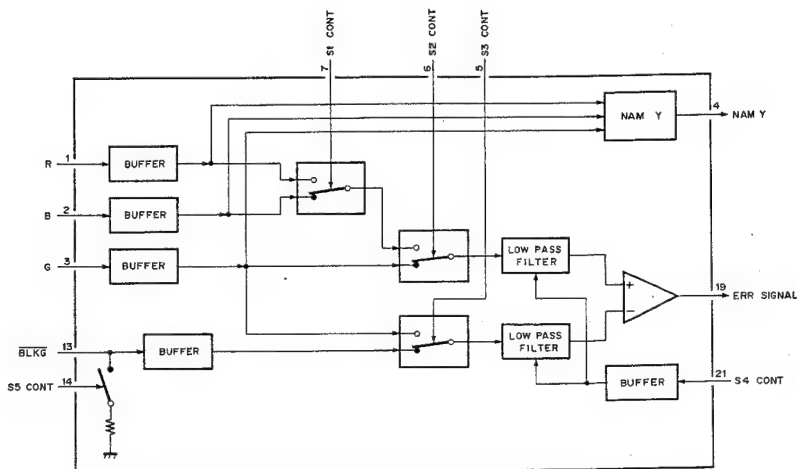 S1 CONT
S2 CONT
S3 CONT
7
6
5
NAM Y
4
NAM Y
R
1
BUFFER
B
2
BUFFER
G
3
BUFFER
LOW PASS
FILTER
+
−
19
ERR SIGNAL
BLKG
13
BUFFER
LOW PASS
FILTER
S5 CONT
14
BUFFER
21
S4 CONT